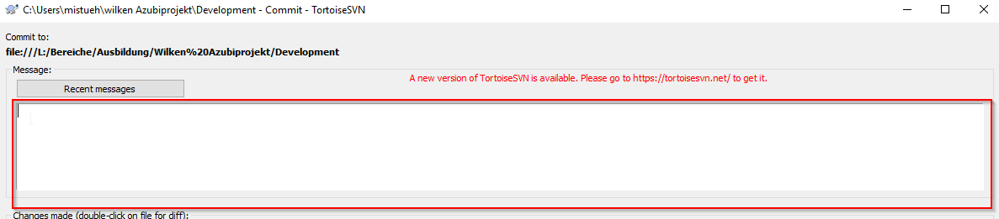 C:\Users\mistueh\wilken Azubiprojekt\Development - Commit - TortoiseSVN
Commit to:
file:///L:/Bereiche/Ausbildung/Wilken%20Azubiprojekt/Development
Message:
Recent messages
A new version of TortoiseSVN is available. Please go to https://tortoisesvn.net/ to get it.
Changes made (double-click on file for diff):